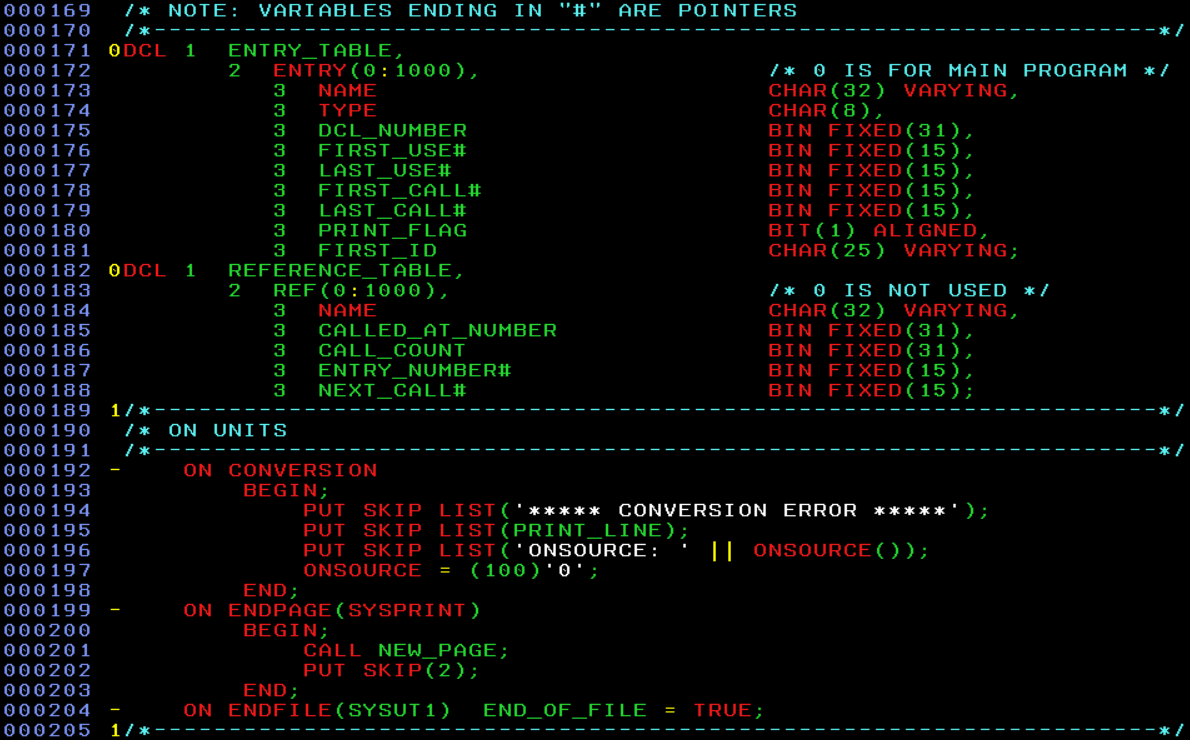 000169  /* NOTE: VARIABLES ENDING IN "#" ARE POINTERS
000170  /*-------------------------------------------------------------------*/
000171 0DCL 1  ENTRY_TABLE,
000172         2  ENTRY(0:1000),                   /* 0 IS FOR MAIN PROGRAM */
000173            3  NAME                          CHAR(32) VARYING,
000174            3  TYPE                          CHAR(8),
000175            3  DCL_NUMBER                    BIN FIXED(31),
000176            3  FIRST_USE#                    BIN FIXED(15),
000177            3  LAST_USE#                     BIN FIXED(15),
000178            3  FIRST_CALL#                   BIN FIXED(15),
000179            3  LAST_CALL#                    BIN FIXED(15),
000180            3  PRINT_FLAG                    BIT(1) ALIGNED,
000181            3  FIRST_ID                      CHAR(25) VARYING;
000182 0DCL 1  REFERENCE_TABLE,
000183         2  REF(0:1000),                     /* 0 IS NOT USED */
000184            3  NAME                          CHAR(32) VARYING,
000185            3  CALLED_AT_NUMBER              BIN FIXED(31),
000186            3  CALL_COUNT                    BIN FIXED(31),
000187            3  ENTRY_NUMBER#                 BIN FIXED(15),
000188            3  NEXT_CALL#                    BIN FIXED(15);
000189 1/*-------------------------------------------------------------------*/
000190  /* ON UNITS
000191  /*-------------------------------------------------------------------*/
000192 -    ON CONVERSION
000193          BEGIN;
000194              PUT SKIP LIST('***** CONVERSION ERROR *****');
000195              PUT SKIP LIST(PRINT_LINE);
000196              PUT SKIP LIST('ONSOURCE: ' || ONSOURCE());
000197              ONSOURCE = (100)'0';
000198          END;
000199 -    ON ENDPAGE(SYSPRINT)
000200          BEGIN;
000201              CALL NEW_PAGE;
000202              PUT SKIP(2);
000203          END;
000204 -    ON ENDFILE(SYSUT1)  END_OF_FILE = TRUE;
000205 1/*-------------------------------------------------------------------*/